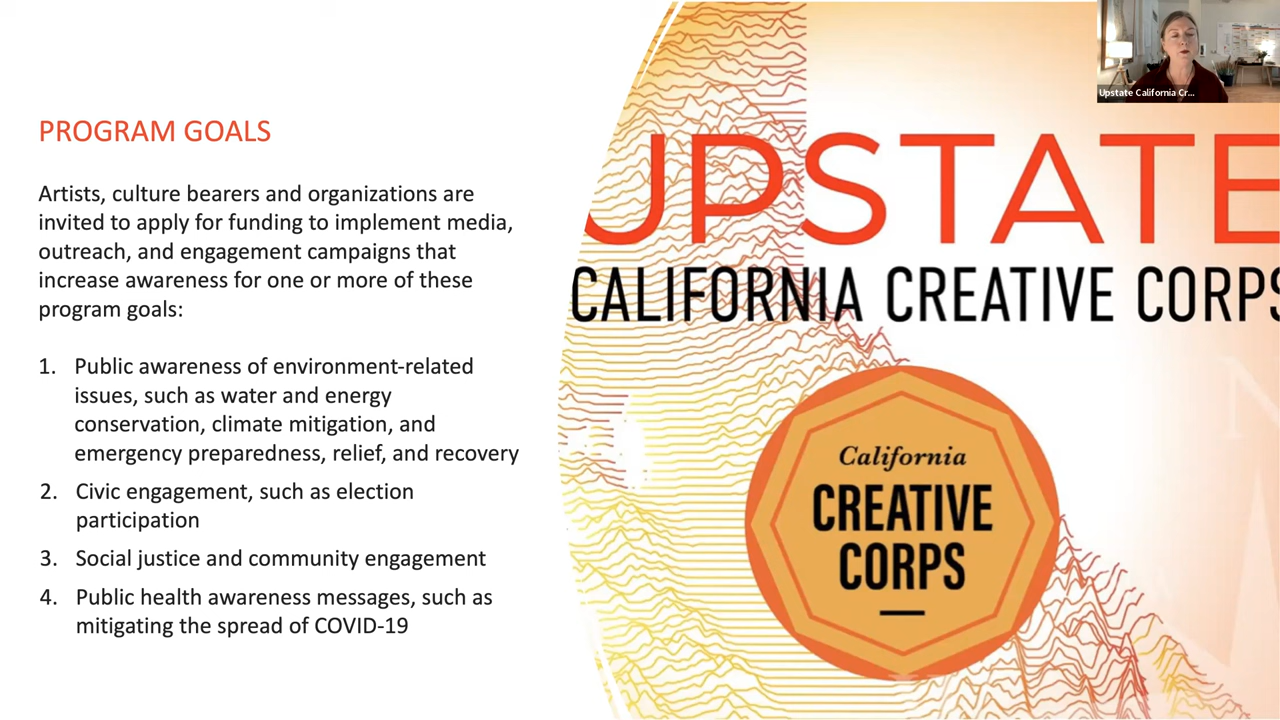 Upstate California Cr...
PROGRAM GOALS
Artists, culture bearers and organizations are
invited to apply for funding to implement media,
outreach, and engagement campaigns that
increase awareness for one or more of these
program goals:
1. Public awareness of environment-related
issues, such as water and energy
conservation, climate mitigation, and
emergency preparedness, relief, and recovery
2. Civic engagement, such as election
participation
3. Social justice and community engagement
4. Public health awareness messages, such as
mitigating the spread of COVID-19
UPSTATE
CALIFORNIA CREATIVE CORPS
California
CREATIVE
CORPS